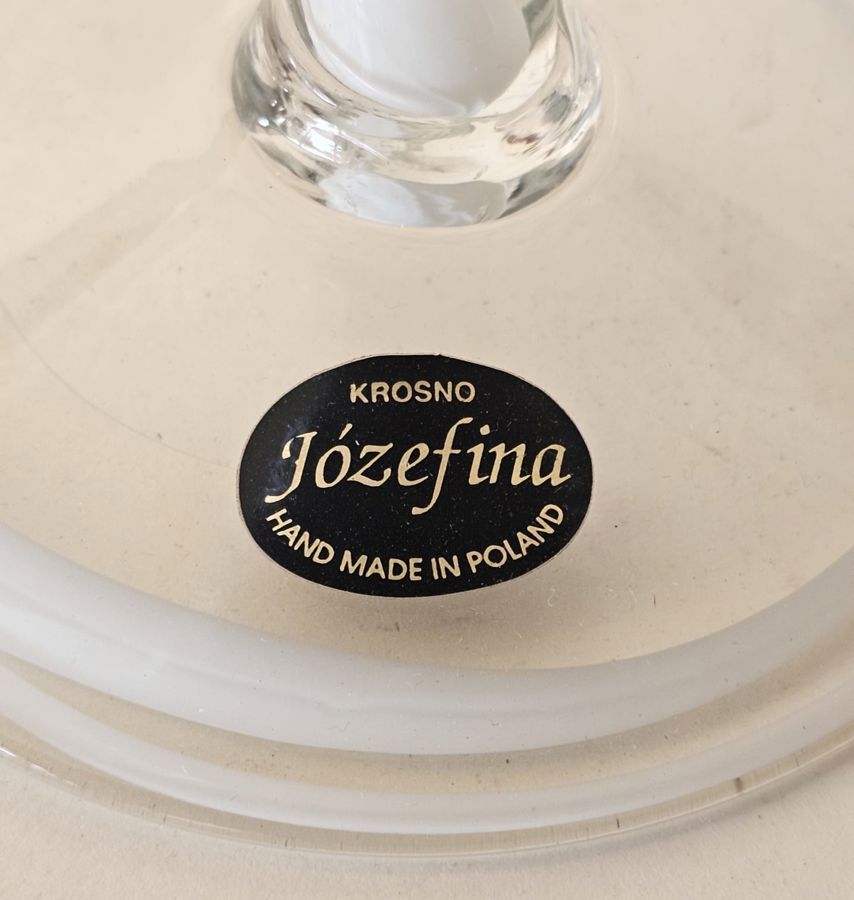 KROSNO
Józefina
HAND MADE IN POLAND